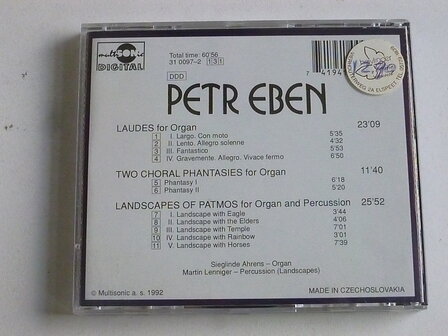 multiSONic
DIGITAL
Total time: 60'56
31 0097-2 131
DDD
7 4194
2A ELSPEET
PETR EBEN
LAUDES for Organ 23'09
1 I. Largo. Con moto 5'35
2 II. Lento. Allegro solenne 4'52
3 III. Fantastico 5'53
4 IV. Gravemente. Allegro. Vivace fermo 6'50
TWO CHORAL PHANTASIES for Organ 11'40
5 Phantasy I 6'18
6 Phantasy II 5'20
LANDSCAPES OF PATMOS for Organ and Percussion 25'52
7 I. Landscape with Eagle 3'44
8 II. Landscape with the Elders 4'06
9 III. Landscape with Temple 7'01
10 IV. Landscape with Rainbow 3'01
11 V. Landscape with Horses 7'39
Sieglinde Ahrens – Organ
Martin Lenniger – Percussion (Landscapes)
© Multisonic a. s. 1992
MADE IN CZECHOSLOVAKIA